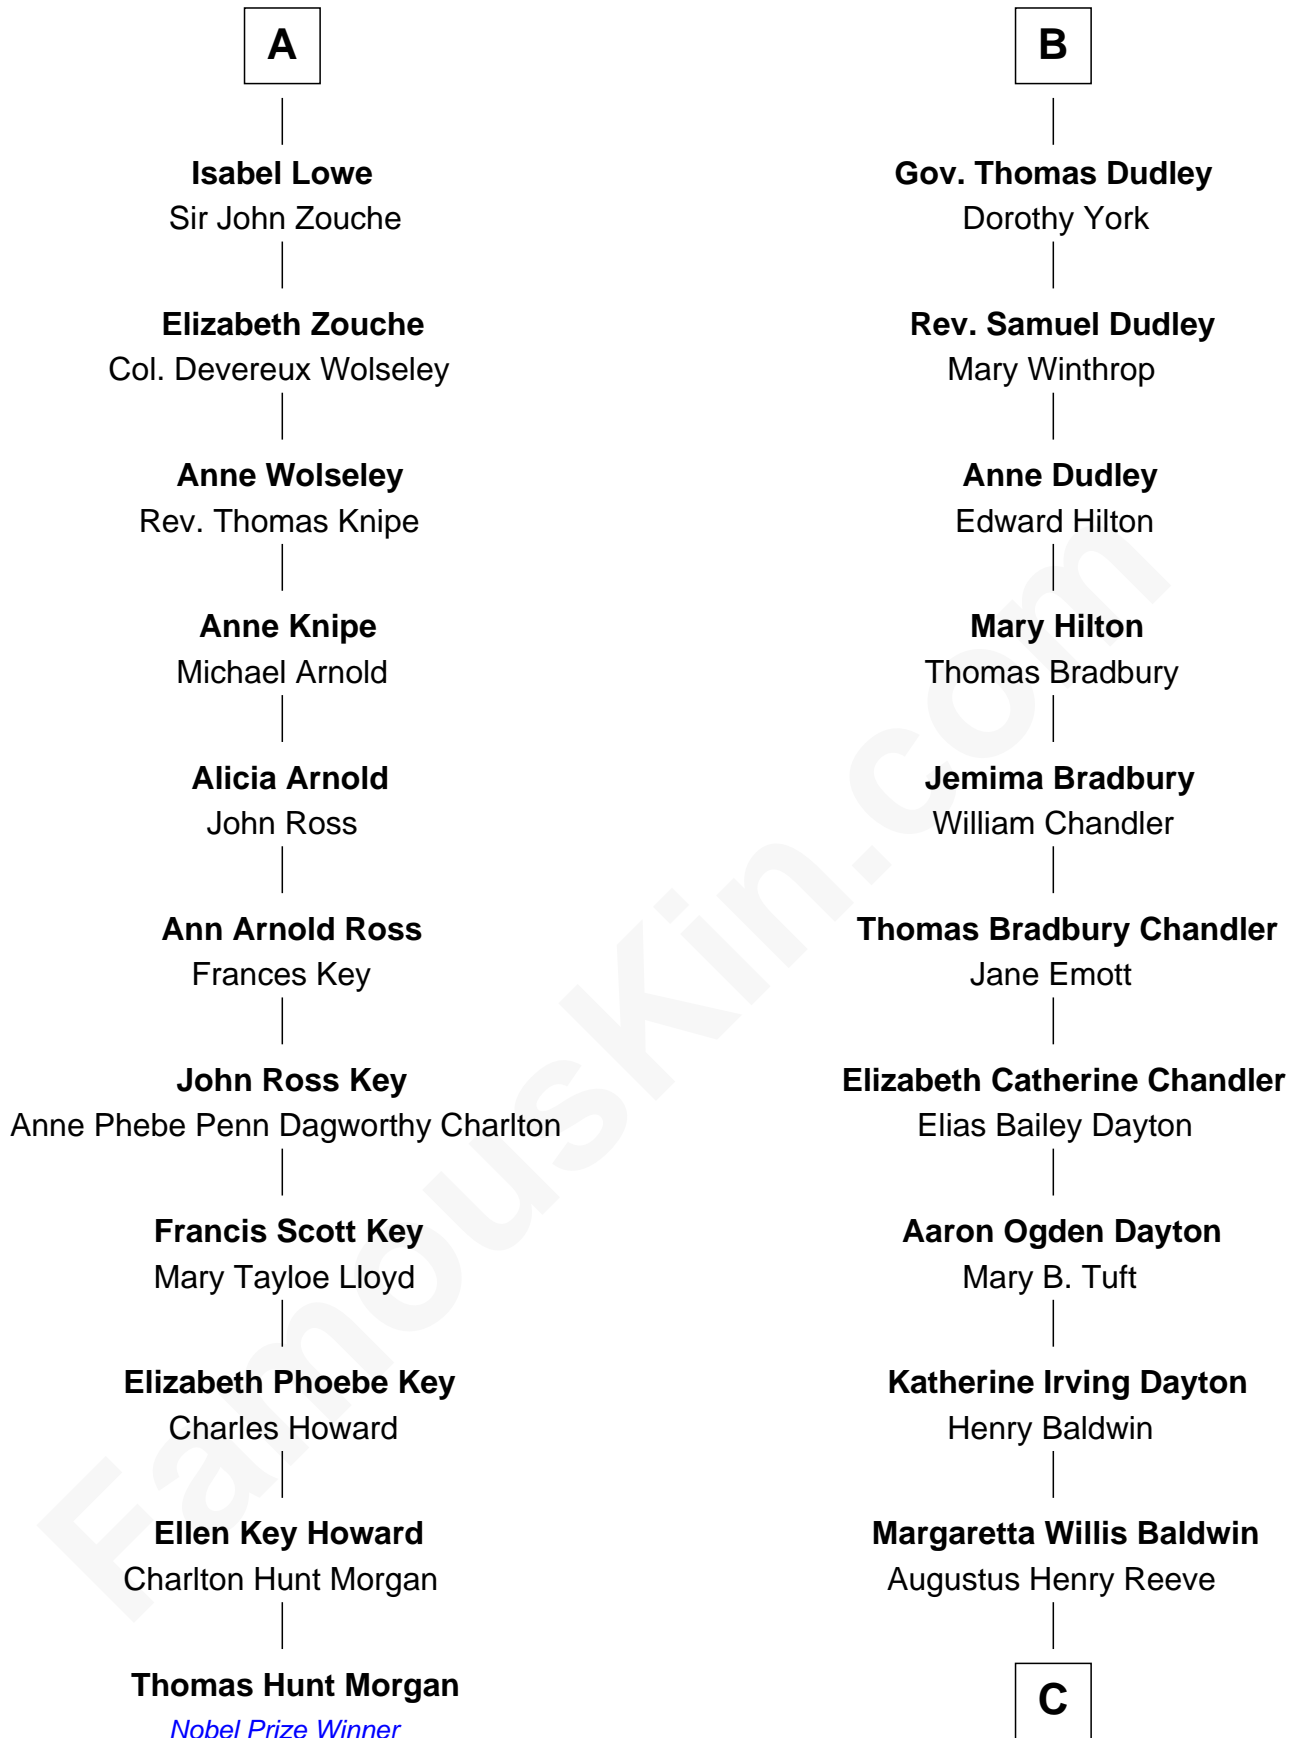 A
Isabel Lowe
Sir John Zouche
Elizabeth Zouche
Col. Devereux Wolseley
Anne Wolseley
Rev. Thomas Knipe
Anne Knipe
Michael Arnold
Alicia Arnold
John Ross
Ann Arnold Ross
Frances Key
John Ross Key
Anne Phebe Penn Dagworthy Charlton
Francis Scott Key
Mary Tayloe Lloyd
Elizabeth Phoebe Key
Charles Howard
Ellen Key Howard
Charlton Hunt Morgan
Thomas Hunt Morgan
Nobel Prize Winner
B
Gov. Thomas Dudley
Dorothy York
Rev. Samuel Dudley
Mary Winthrop
Anne Dudley
Edward Hilton
Mary Hilton
Thomas Bradbury
Jemima Bradbury
William Chandler
Thomas Bradbury Chandler
Jane Emott
Elizabeth Catherine Chandler
Elias Bailey Dayton
Aaron Ogden Dayton
Mary B. Tuft
Katherine Irving Dayton
Henry Baldwin
Margaretta Willis Baldwin
Augustus Henry Reeve
C
FamousKin.com